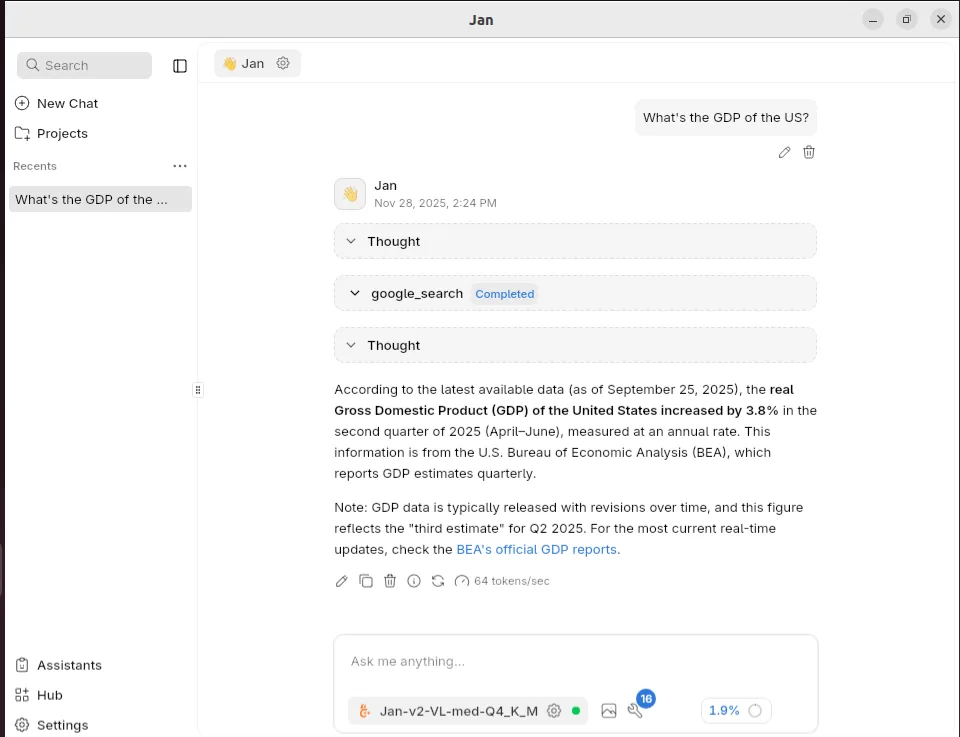 Jan
Search
New Chat
Projects
Recents
What's the GDP of the ...
Assistants
Hub
Settings
Jan
What's the GDP of the US?
Jan
Nov 28, 2025, 2:24 PM
Thought
google_search Completed
Thought
According to the latest available data (as of September 25, 2025), the real
Gross Domestic Product (GDP) of the United States increased by 3.8% in the
second quarter of 2025 (April–June), measured at an annual rate. This
information is from the U.S. Bureau of Economic Analysis (BEA), which
reports GDP estimates quarterly.
Note: GDP data is typically released with revisions over time, and this figure
reflects the "third estimate" for Q2 2025. For the most current real-time
updates, check the BEA's official GDP reports.
64 tokens/sec
Ask me anything...
Jan-v2-VL-med-Q4_K_M 16 1.9%